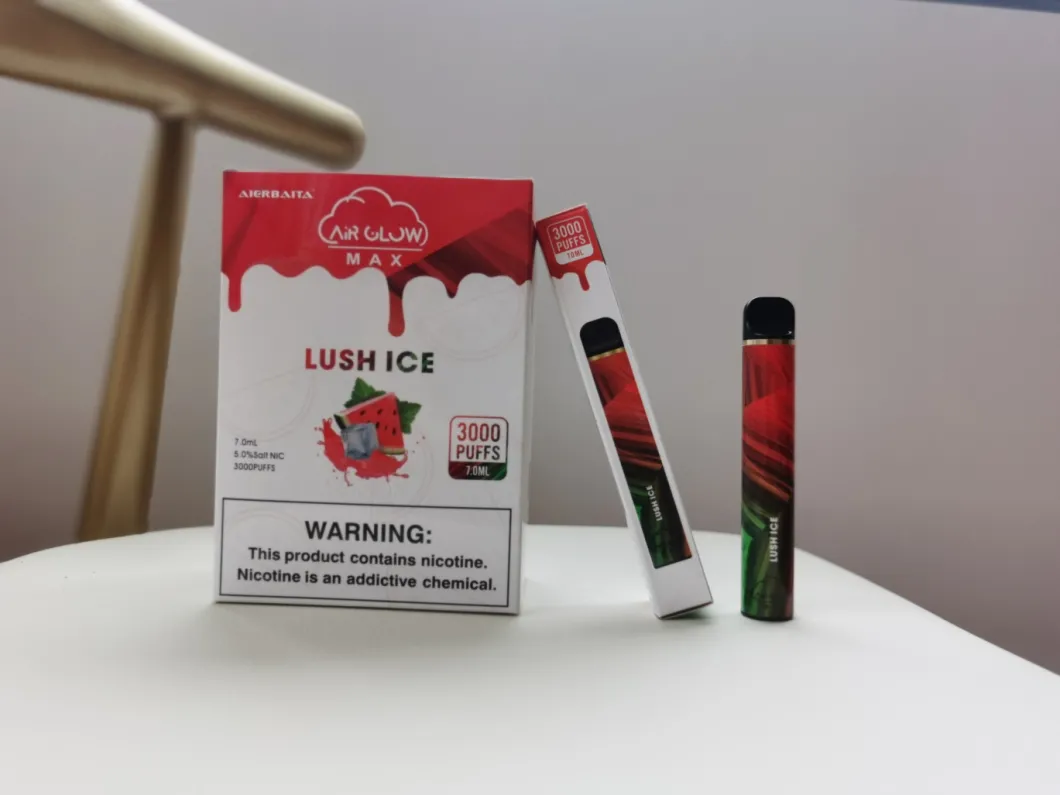 AIERBAITA
AIR GLOW
MAX
LUSH ICE
7.0mL
5.0%Salt NIC
3000PUFFS
3000
PUFFS
7.0ML
WARNING:
This product contains nicotine.
Nicotine is an addictive chemical.
3000
PUFFS
7.0ML
LUSH ICE
LUSH ICE